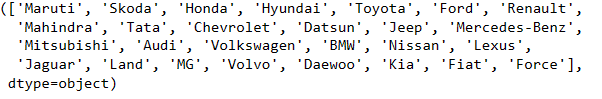 (['Maruti', 'Skoda', 'Honda', 'Hyundai', 'Toyota', 'Ford', 'Renault',
'Mahindra', 'Tata', 'Chevrolet', 'Datsun', 'Jeep', 'Mercedes-Benz',
'Mitsubishi', 'Audi', 'Volkswagen', 'BMW', 'Nissan', 'Lexus',
'Jaguar', 'Land', 'MG', 'Volvo', 'Daewoo', 'Kia', 'Fiat', 'Force'],
dtype=object)